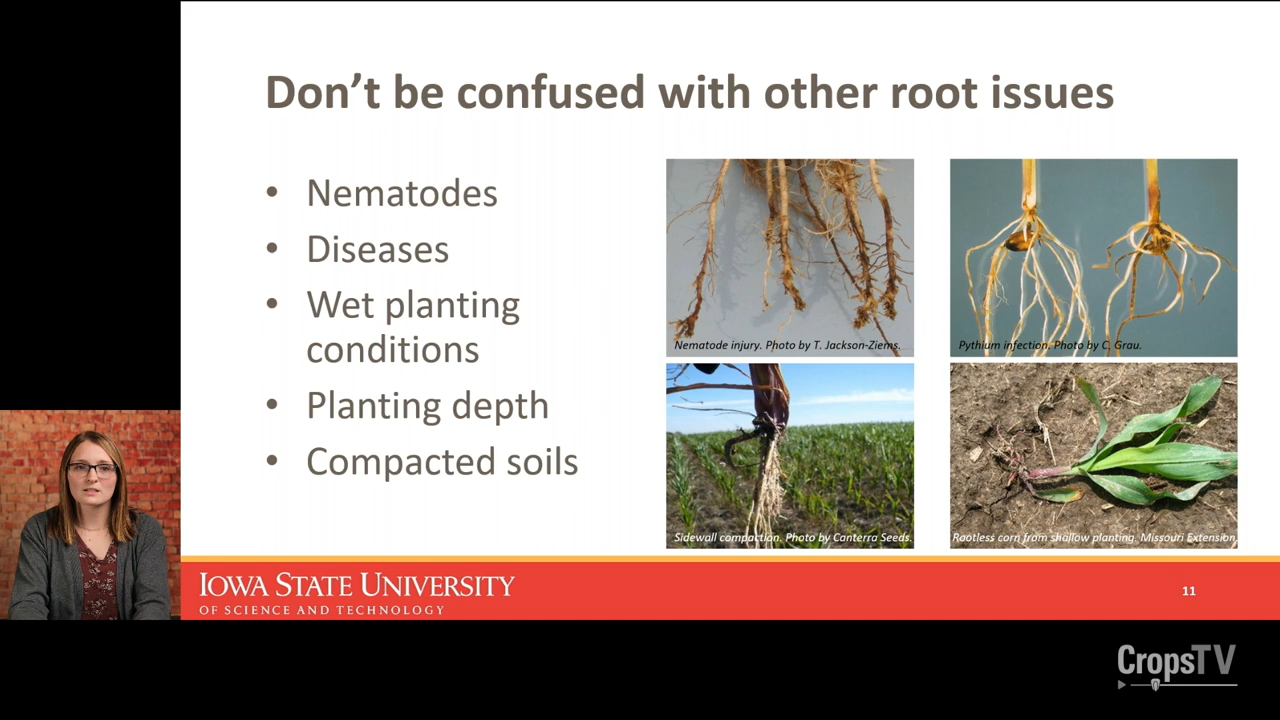 Don't be confused with other root issues
• Nematodes
• Diseases
• Wet planting
conditions
• Planting depth
• Compacted soils
Nematode injury. Photo by T. Jackson-Ziems.
Pythium infection. Photo by C. Grau.
Sidewall compaction. Photo by Canterra Seeds.
Rootless corn from shallow planting. Missouri Extension.
IOWA STATE UNIVERSITY
OF SCIENCE AND TECHNOLOGY
11
CropsTV